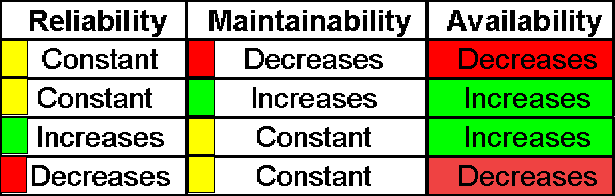 Reliability Maintainability Availability
Constant Decreases Decreases
Constant Increases Increases
Increases Constant Increases
Decreases Constant Decreases